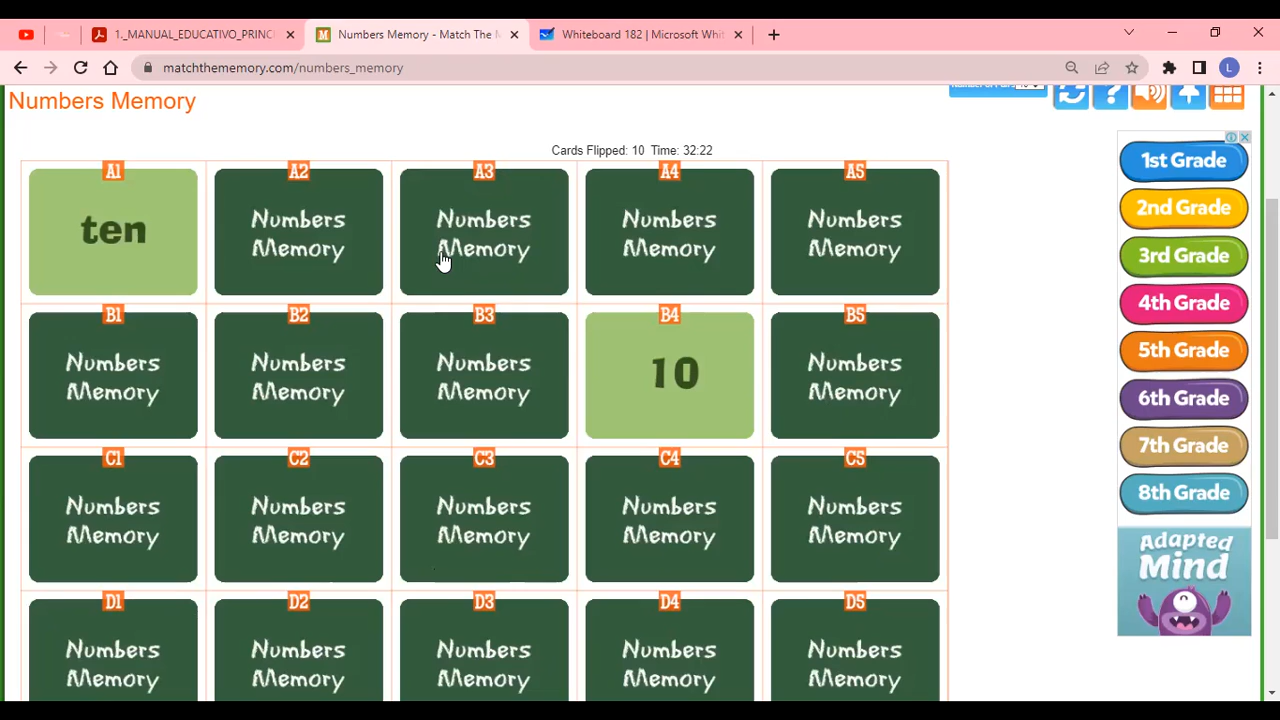 1._MANUAL_EDUCATIVO_PRINC
Numbers Memory - Match The M
Whiteboard 182 | Microsoft Whit
L
matchthememory.com/numbers_memory
Numbers Memory
Cards Flipped: 10 Time: 32:22
A1
A2
A3
A4
A5
ten
Numbers
Memory
Numbers
Memory
Numbers
Memory
Numbers
Memory
B1
B2
B3
B4
B5
Numbers
Memory
Numbers
Memory
Numbers
Memory
10
Numbers
Memory
C1
C2
C3
C4
C5
Numbers
Memory
Numbers
Memory
Numbers
Memory
Numbers
Memory
Numbers
Memory
D1
D2
D3
D4
D5
Numbers
Memory
Numbers
Memory
Numbers
Memory
Numbers
Memory
Numbers
Memory
1st Grade
2nd Grade
3rd Grade
4th Grade
5th Grade
6th Grade
7th Grade
8th Grade
Adapted
Mind